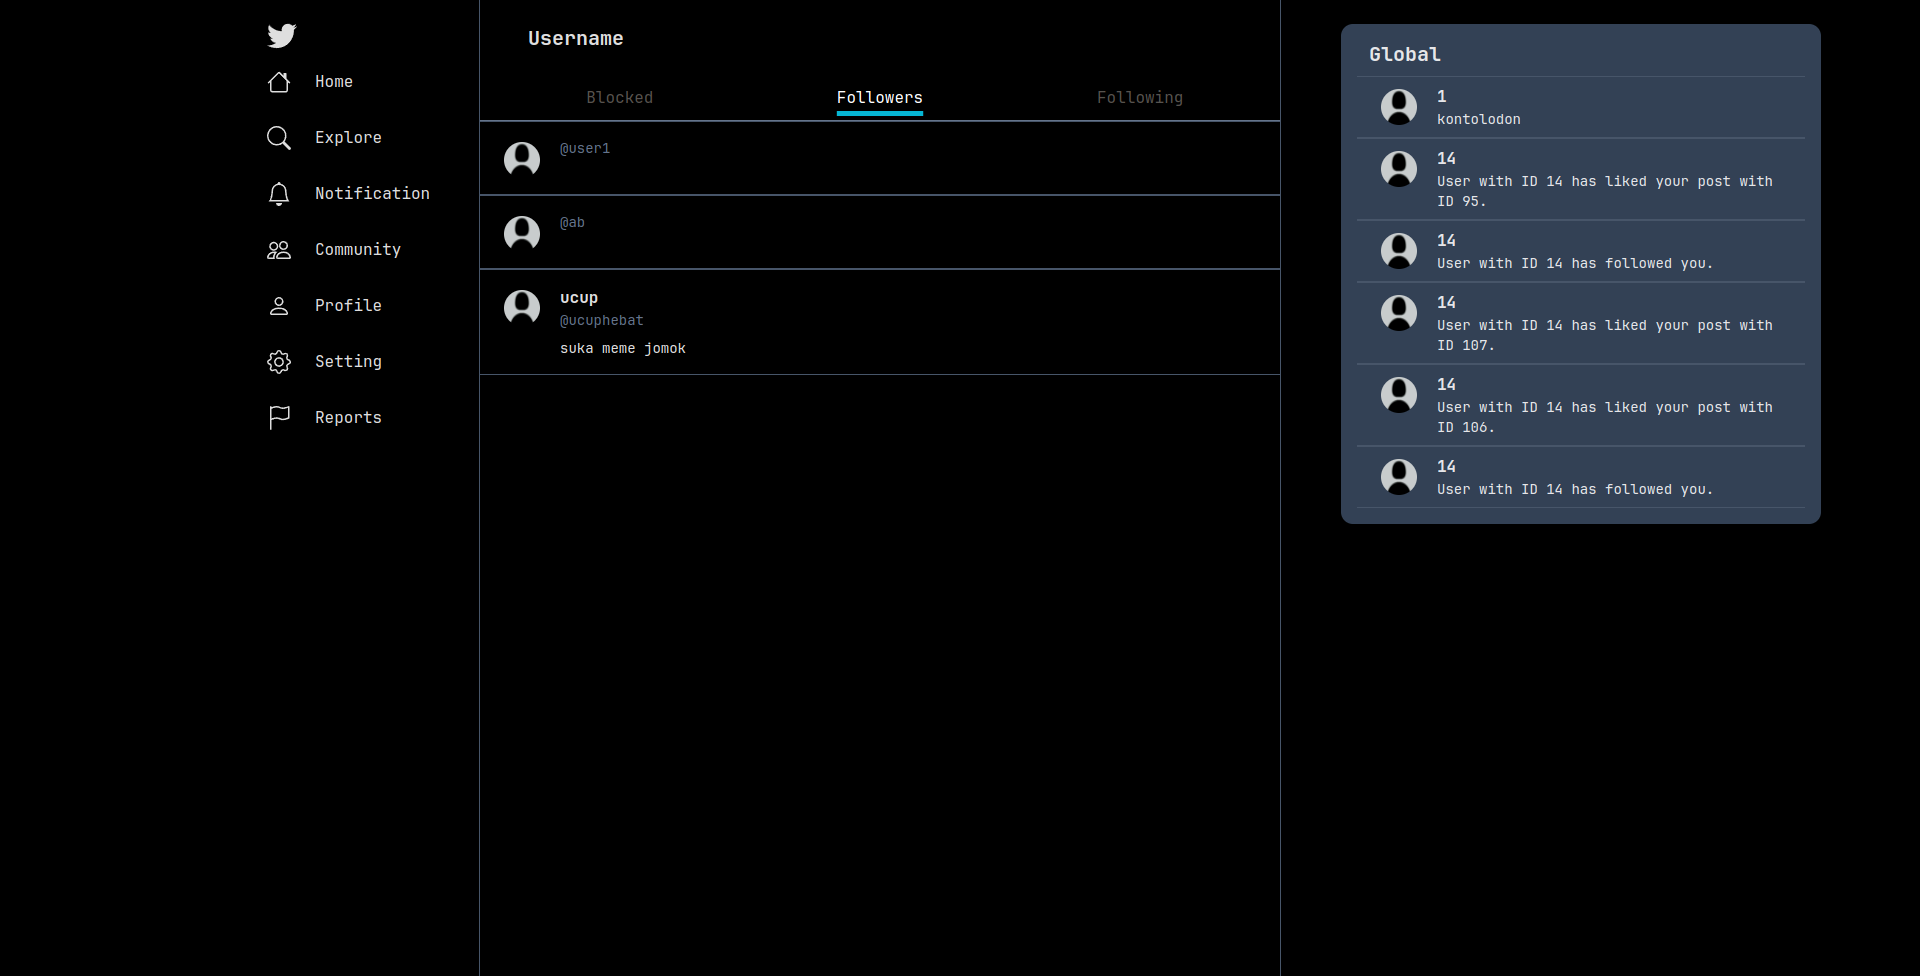 Home
Explore
Notification
Community
Profile
Setting
Reports
Username
Blocked
Followers
Following
@user1
@ab
ucup
@ucuphebat
suka meme jomok
Global
1
kontolodon
14
User with ID 14 has liked your post with
ID 95.
14
User with ID 14 has followed you.
14
User with ID 14 has liked your post with
ID 107.
14
User with ID 14 has liked your post with
ID 106.
14
User with ID 14 has followed you.